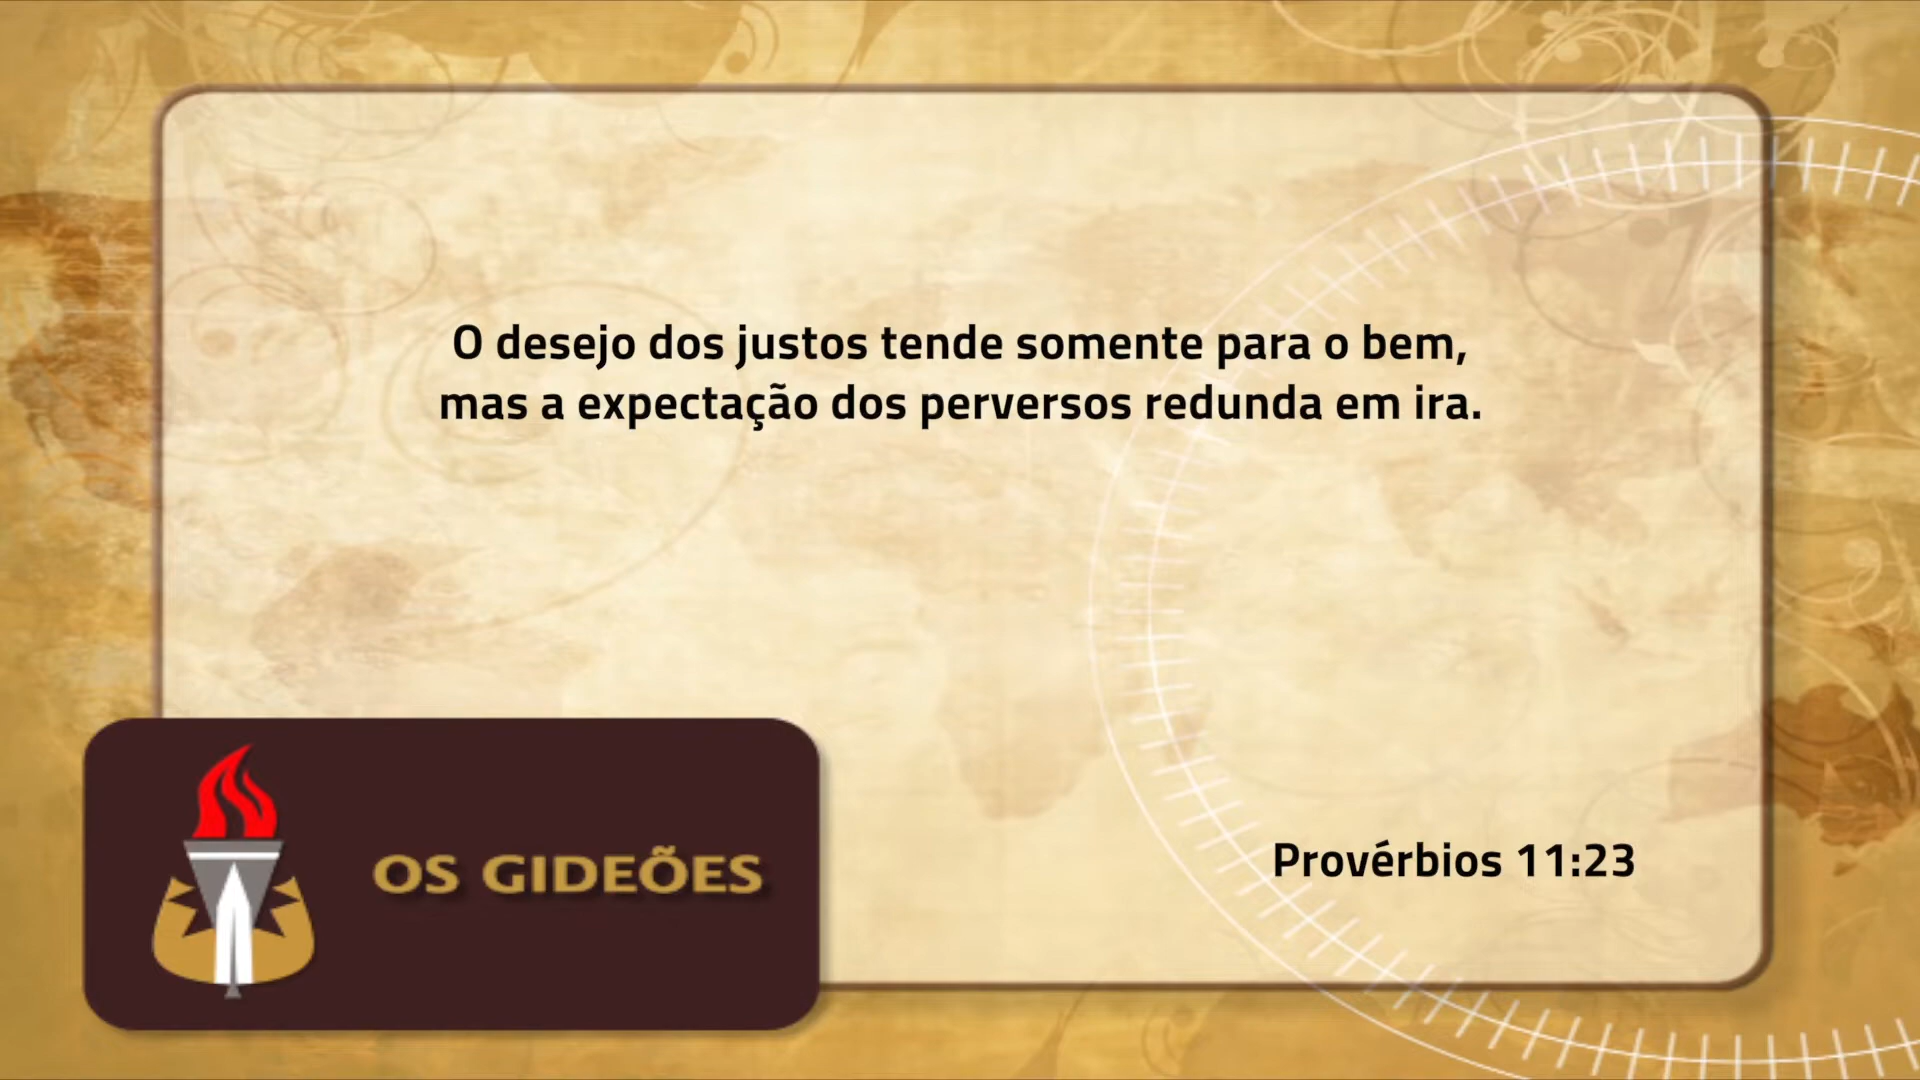 O desejo dos justos tende somente para o bem,
mas a expectação dos perversos redunda em ira.
OS GIDEÕES
Provérbios 11:23